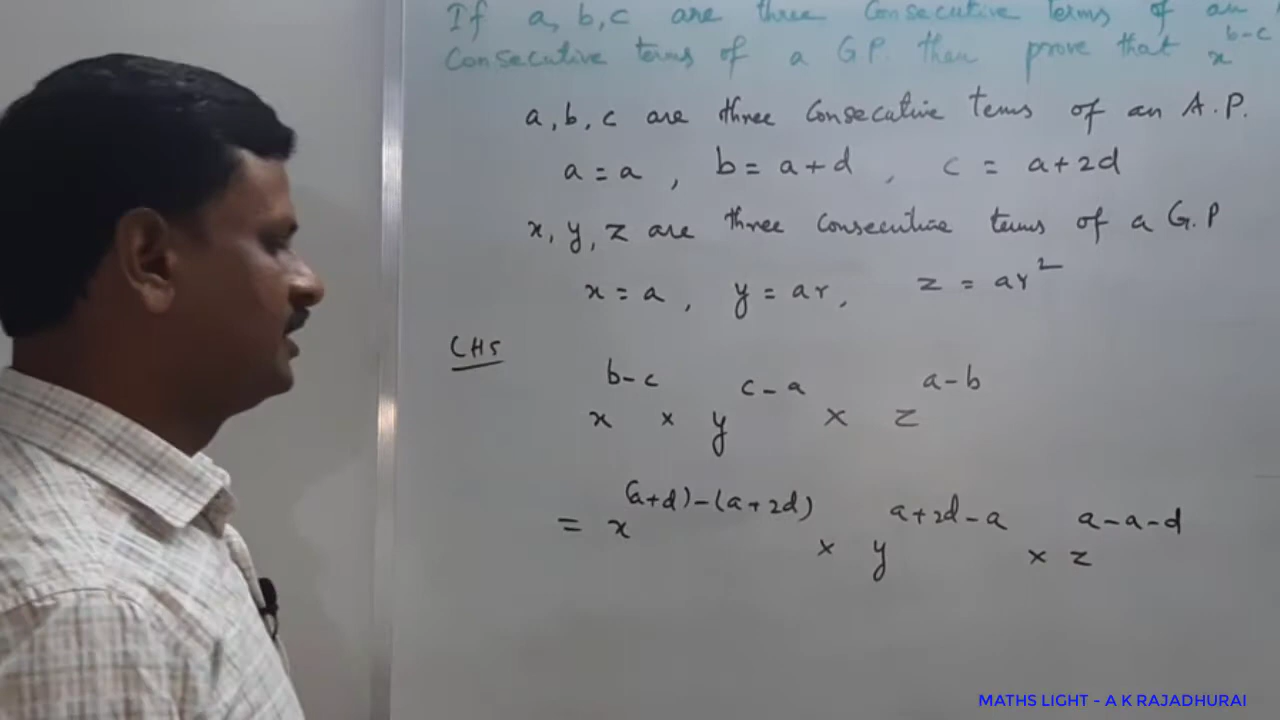 If a, b, c are three Consecutive terms of an
Consecutive terms of a G P. then prove that x^{b-c}
a, b, c are three Consecutive terms of an A.P.
a = a , b = a + d , c = a + 2d
x, y, z are three consecutive terms of a G.P
x = a , y = ar , z = ar²
LHS
x^{b-c} × y^{c-a} × z^{a-b}
= x^{(a+d)-(a+2d)} × y^{a+2d-a} × z^{a-a-d}
MATHS LIGHT - A K RAJADHURAI